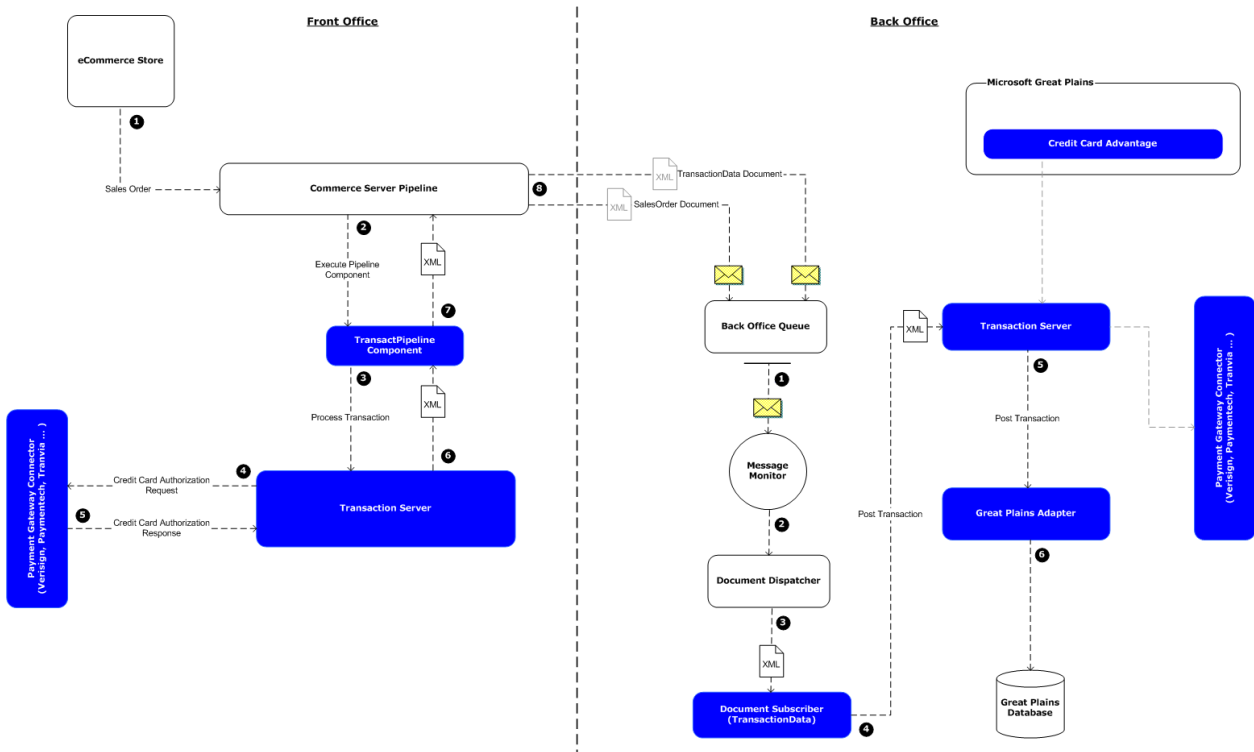 Front Office
Back Office
eCommerce Store
1
Sales Order
Commerce Server Pipeline
8
XML
TransactionData Document
XML
SalesOrder Document
2
Execute Pipeline
Component
XML
7
TransactPipeline
Component
3
Process Transaction
XML
6
4
Credit Card Authorization
Request
5
Credit Card Authorization
Response
Transaction Server
Payment Gateway Connector
(Verisign, Paymentech, Tranvia ... )
Microsoft Great Plains
Credit Card Advantage
Back Office Queue
1
Message
Monitor
2
Document Dispatcher
3
XML
Document Subscriber
(TransactionData)
4
Post Transaction
XML
Transaction Server
5
Post Transaction
Great Plains Adapter
6
Great Plains
Database
Payment Gateway Connector
(Verisign, Paymentech, Tranvia ... )